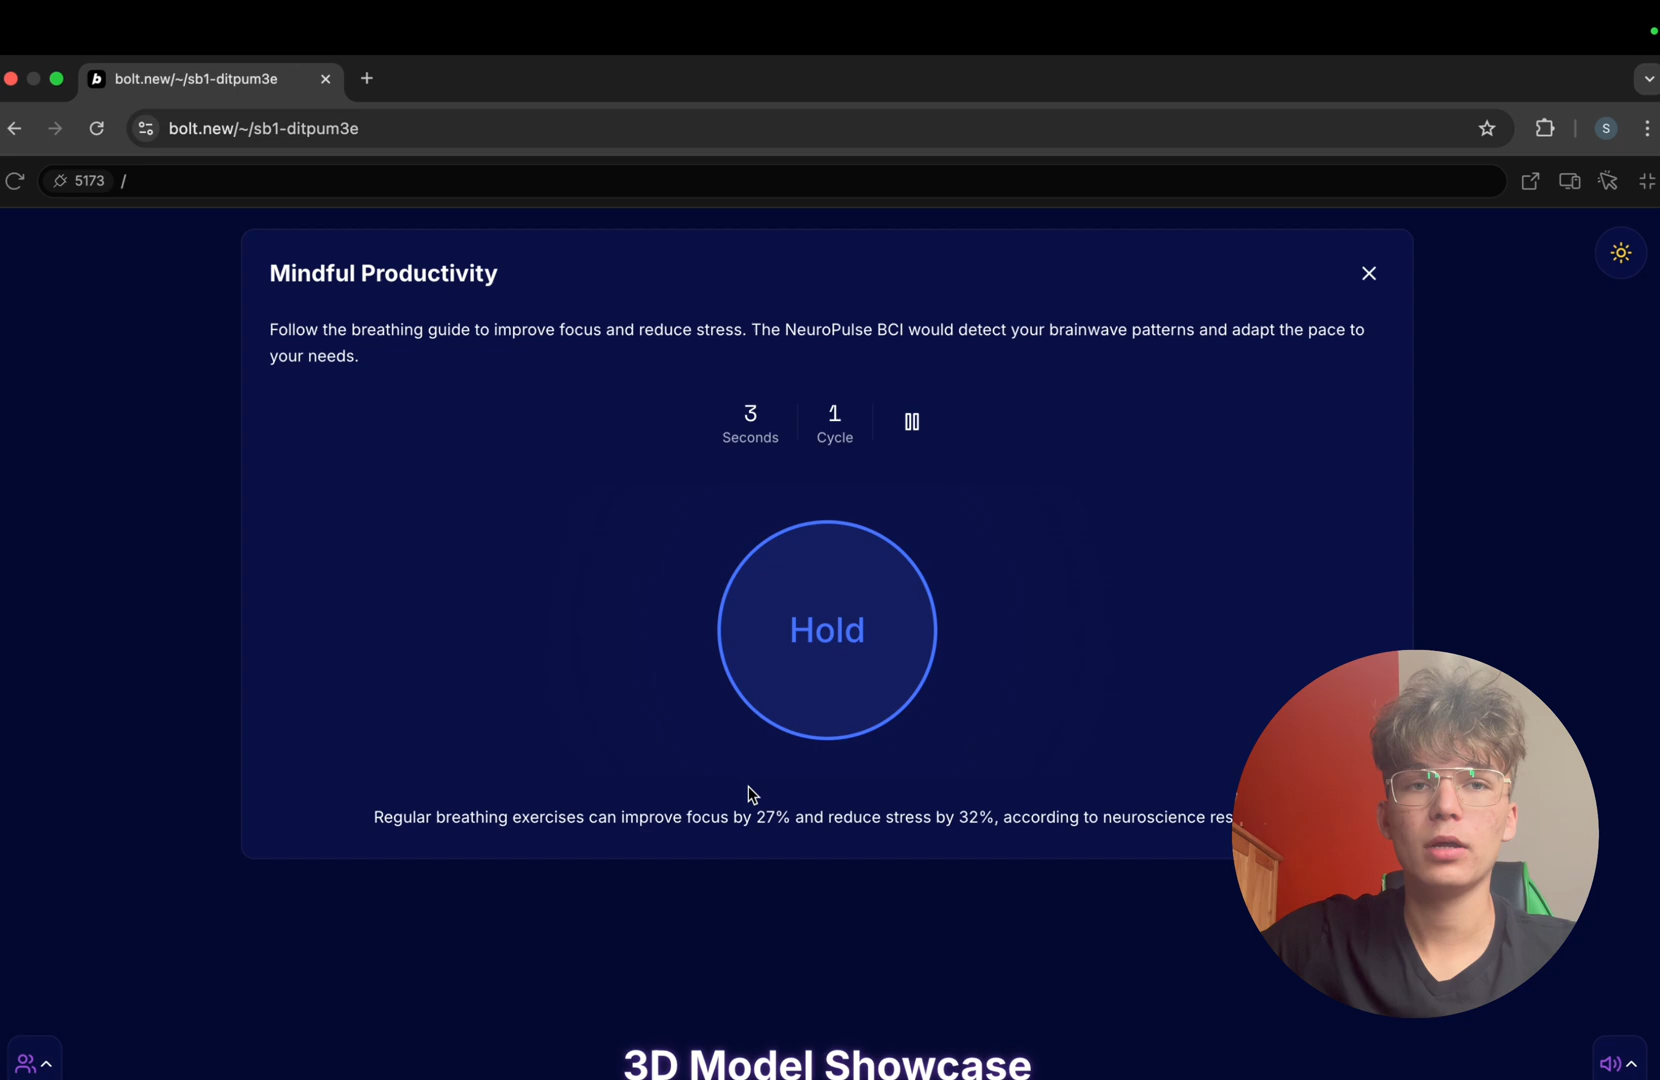 bolt.new/~/sb1-ditpum3e
bolt.new/~/sb1-ditpum3e
S
5173 /
Mindful Productivity
Follow the breathing guide to improve focus and reduce stress. The NeuroPulse BCI would detect your brainwave patterns and adapt the pace to
your needs.
3 1
Seconds Cycle
Hold
Regular breathing exercises can improve focus by 27% and reduce stress by 32%, according to neuroscience res
3D Model Showcase